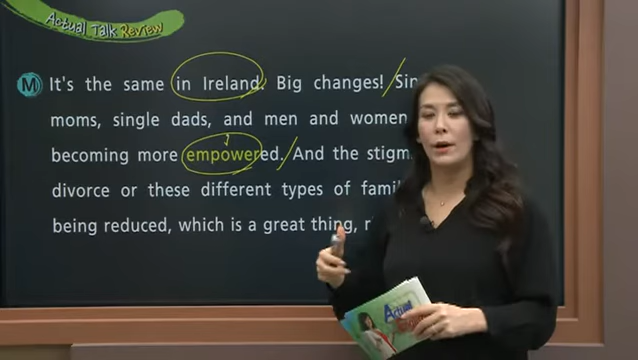 Actual Talk Review
M It's the same in Ireland. Big changes! Sin
moms, single dads, and men and women
becoming more empowered. And the stigm
divorce or these different types of famil
being reduced, which is a great thing, r
Actual